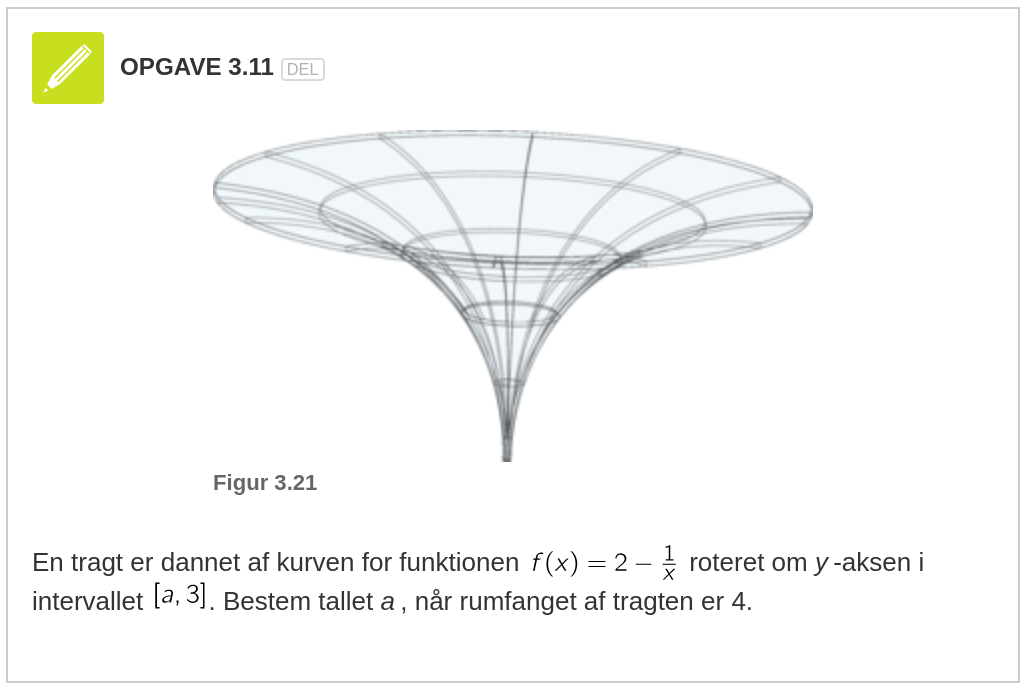 OPGAVE 3.11 DEL
Figur 3.21
En tragt er dannet af kurven for funktionen f(x) = 2 − 1/x roteret om y-aksen i
intervallet [a, 3]. Bestem tallet a, når rumfanget af tragten er 4.